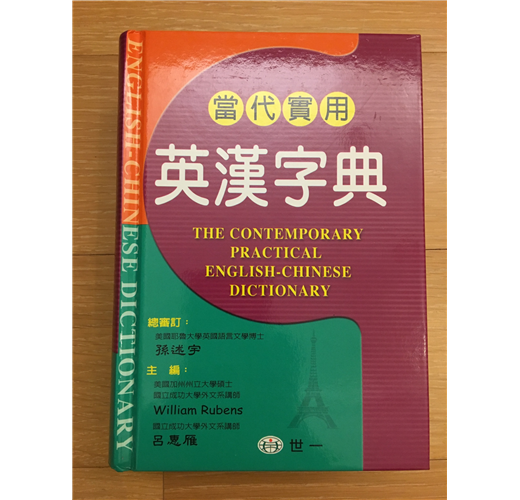 ENGLISH-CHINESE DICTIONARY
當代實用
英漢字典
THE CONTEMPORARY
PRACTICAL
ENGLISH-CHINESE
DICTIONARY
總審訂：
美國耶魯大學英國語言文學博士
孫述宇
主編：
美國加州州立大學碩士
國立成功大學外文系講師
William Rubens
國立成功大學外文系講師
呂惠雁
世一